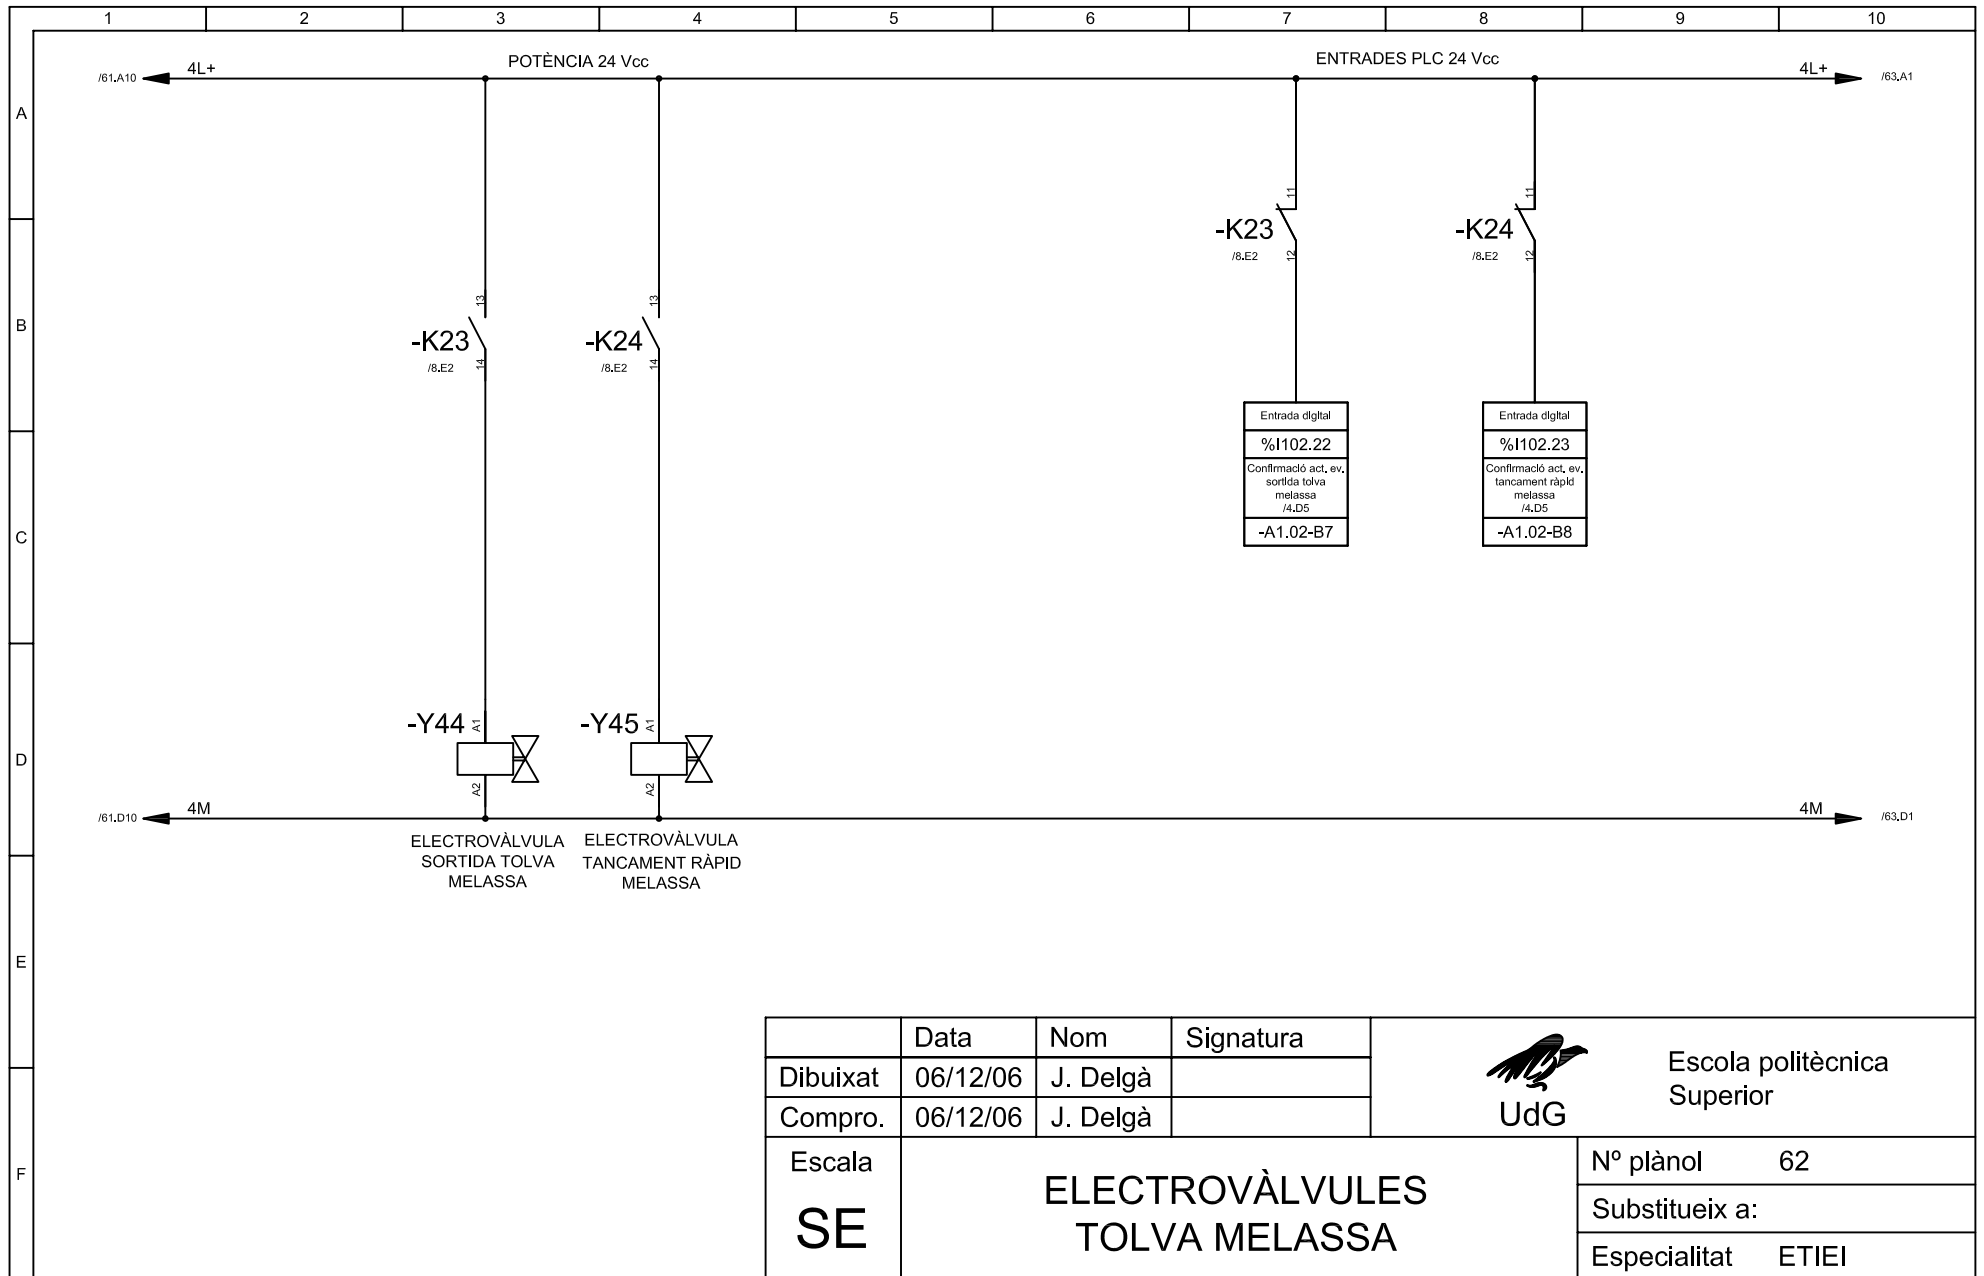 1 2 3 4 5 6 7 8 9 10
A
B
C
D
E
F
/61.A10
4L+
POTÈNCIA 24 Vcc
ENTRADES PLC 24 Vcc
4L+
/63.A1
-K23
/8.E2
13
14
-K24
/8.E2
13
14
-K23
/8.E2
11
12
-K24
/8.E2
11
12
Entrada digital
%I102.22
Confirmació act. ev.
sortida tolva
melassa
/4.D5
-A1.02-B7
Entrada digital
%I102.23
Confirmació act. ev.
tancament ràpid
melassa
/4.D5
-A1.02-B8
-Y44
A1
A2
-Y45
A1
A2
/61.D10
4M
4M
/63.D1
ELECTROVÀLVULA
SORTIDA TOLVA
MELASSA
ELECTROVÀLVULA
TANCAMENT RÀPID
MELASSA
Data Nom Signatura
Dibuixat 06/12/06 J. Delgà
Compro. 06/12/06 J. Delgà
UdG
Escola politècnica
Superior
Escala
SE
ELECTROVÀLVULES
TOLVA MELASSA
Nº plànol 62
Substitueix a:
Especialitat ETIEI